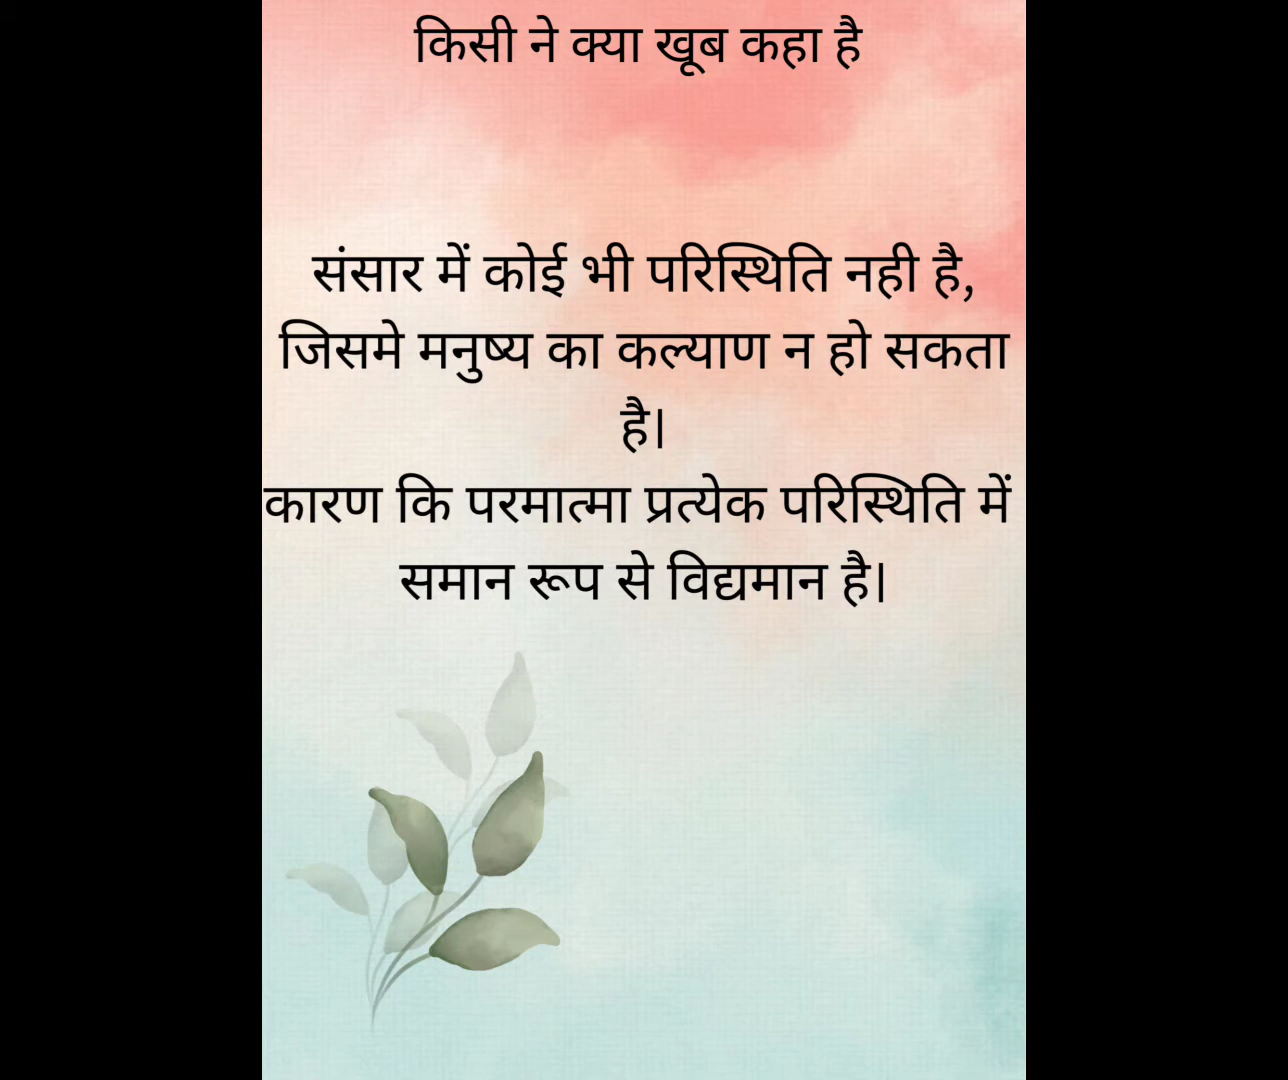 किसी ने क्या खूब कहा है
संसार में कोई भी परिस्थिति नही है,
जिसमे मनुष्य का कल्याण न हो सकता
है।
कारण कि परमात्मा प्रत्येक परिस्थिति में
समान रूप से विद्यमान है।